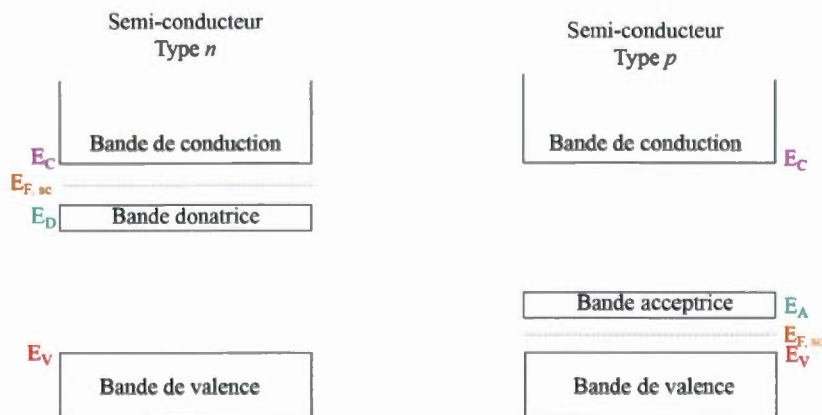 Semi-conducteur
Type n
Bande de conduction
E_C
E_F, sc
E_D
Bande donatrice
E_V
Bande de valence
Semi-conducteur
Type p
Bande de conduction
E_C
Bande acceptrice
E_A
E_F, sc
E_V
Bande de valence